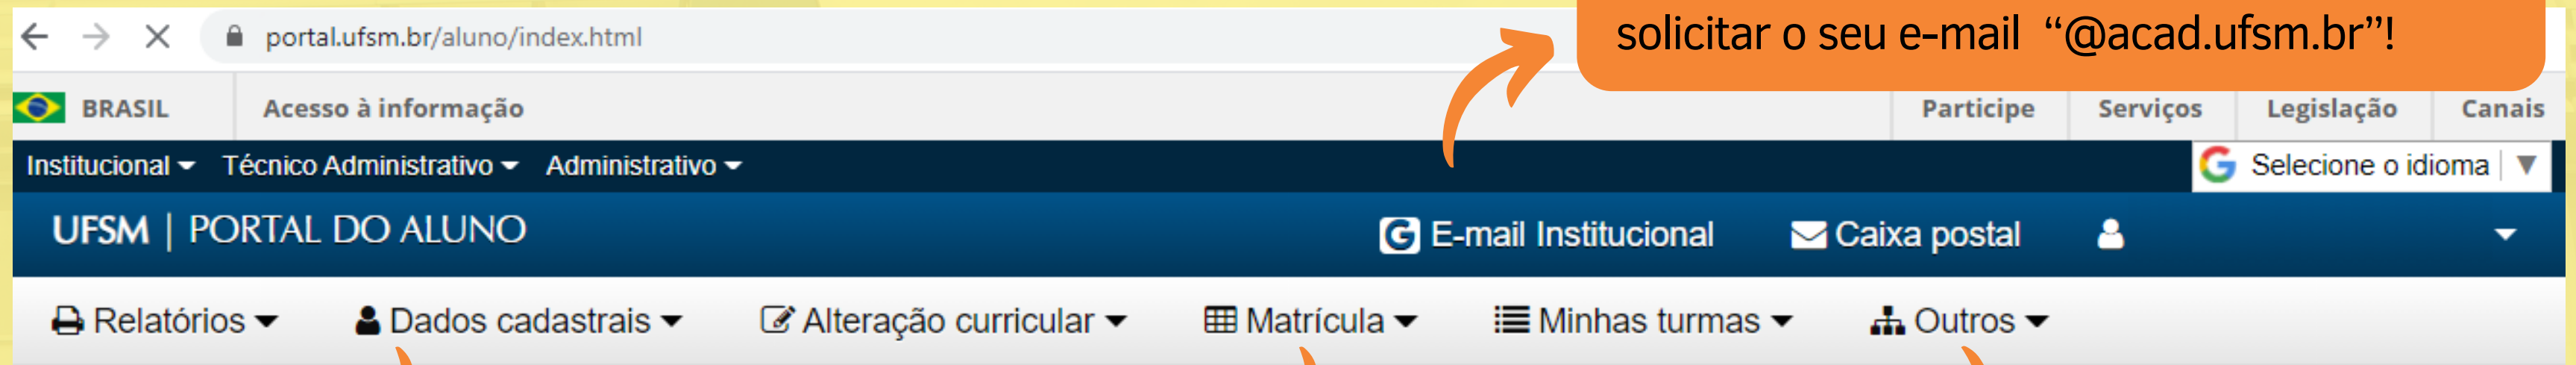 solicitar o seu e-mail “@acad.ufsm.br”!
portal.ufsm.br/aluno/index.html
BRASIL Acesso à informação Participe Serviços Legislação Canais
Institucional Técnico Administrativo Administrativo Selecione o idioma
UFSM | PORTAL DO ALUNO E-mail Institucional Caixa postal
Relatórios Dados cadastrais Alteração curricular Matrícula Minhas turmas Outros